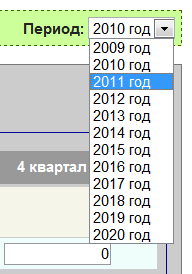 Период: 2010 год
2009 год
2010 год
2011 год
2012 год
2013 год
2014 год
2015 год
4 квартал 2016 год
2017 год
2018 год
2019 год
2020 год
0